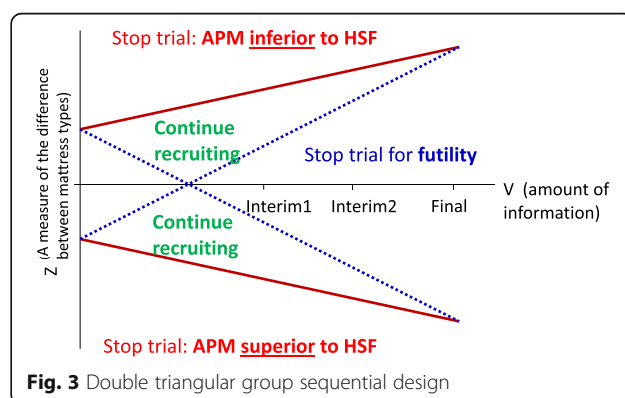 Stop trial: APM inferior to HSF
Z (A measure of the difference
between mattress types)
Continue
recruiting
Stop trial for futility
V (amount of
information)
Interim1
Interim2
Final
Continue
recruiting
Stop trial: APM superior to HSF
Fig. 3 Double triangular group sequential design